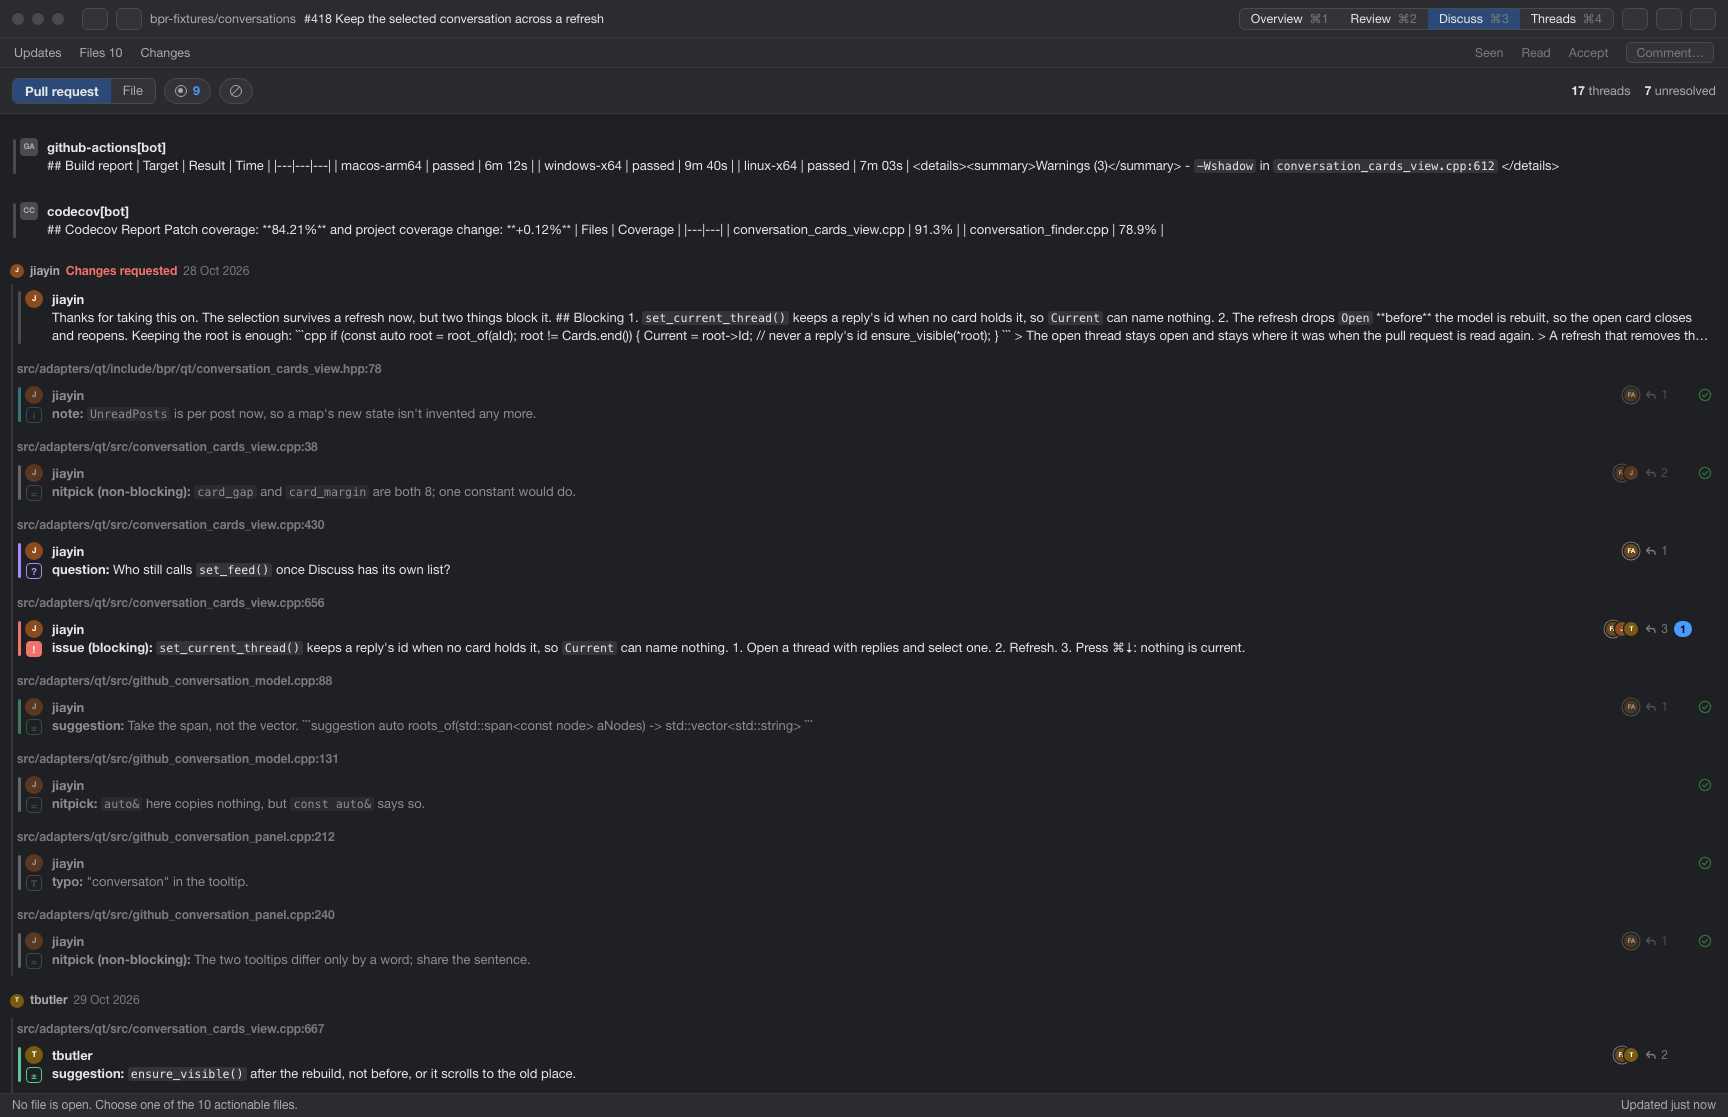 bpr-fixtures/conversations #418 Keep the selected conversation across a refresh
Overview ⌘1 Review ⌘2 Discuss ⌘3 Threads ⌘4
Updates Files 10 Changes
Seen Read Accept Comment…
Pull request File 9
17 threads 7 unresolved
GA github-actions[bot]
## Build report | Target | Result | Time | |---|---|---| | macos-arm64 | passed | 6m 12s | | windows-x64 | passed | 9m 40s | | linux-x64 | passed | 7m 03s | <details><summary>Warnings (3)</summary> - -Wshadow in conversation_cards_view.cpp:612 </details>
CC codecov[bot]
## Codecov Report Patch coverage: **84.21%** and project coverage change: **+0.12%** | Files | Coverage | |---|---| | conversation_cards_view.cpp | 91.3% | | conversation_finder.cpp | 78.9% |
J jiayin Changes requested 28 Oct 2026
J jiayin
Thanks for taking this on. The selection survives a refresh now, but two things block it. ## Blocking 1. set_current_thread() keeps a reply's id when no card holds it, so Current can name nothing. 2. The refresh drops Open **before** the model is rebuilt, so the open card closes
and reopens. Keeping the root is enough: ```cpp if (const auto root = root_of(aId); root != Cards.end()) { Current = root->Id; // never a reply's id ensure_visible(*root); } ``` > The open thread stays open and stays where it was when the pull request is read again. > A refresh that removes th…
src/adapters/qt/include/bpr/qt/conversation_cards_view.hpp:78
J jiayin FA 1
note: UnreadPosts is per post now, so a map's new state isn't invented any more.
src/adapters/qt/src/conversation_cards_view.cpp:38
J jiayin J 2
nitpick (non-blocking): card_gap and card_margin are both 8; one constant would do.
src/adapters/qt/src/conversation_cards_view.cpp:430
J jiayin FA 1
? question: Who still calls set_feed() once Discuss has its own list?
src/adapters/qt/src/conversation_cards_view.cpp:656
J jiayin T 3 1
! issue (blocking): set_current_thread() keeps a reply's id when no card holds it, so Current can name nothing. 1. Open a thread with replies and select one. 2. Refresh. 3. Press ⌘↓: nothing is current.
src/adapters/qt/src/github_conversation_model.cpp:88
J jiayin FA 1
± suggestion: Take the span, not the vector. ```suggestion auto roots_of(std::span<const node> aNodes) -> std::vector<std::string> ```
src/adapters/qt/src/github_conversation_model.cpp:131
J jiayin
nitpick: auto& here copies nothing, but const auto& says so.
src/adapters/qt/src/github_conversation_panel.cpp:212
J jiayin
T typo: "conversaton" in the tooltip.
src/adapters/qt/src/github_conversation_panel.cpp:240
J jiayin FA 1
nitpick (non-blocking): The two tooltips differ only by a word; share the sentence.
T tbutler 29 Oct 2026
src/adapters/qt/src/conversation_cards_view.cpp:667
T tbutler T 2
± suggestion: ensure_visible() after the rebuild, not before, or it scrolls to the old place.
No file is open. Choose one of the 10 actionable files.
Updated just now